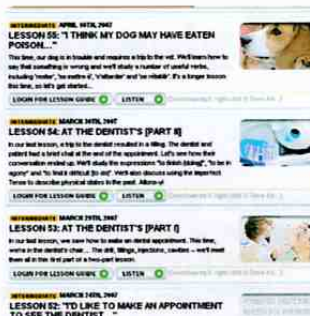 INTERMEDIATE APRIL 16TH, 2007
LESSON 55: "I THINK MY DOG MAY HAVE EATEN
POISON..."
This time, our dog is in trouble and requires a trip to the vet. We'll learn how to
say that something is wrong and we'll study a number of useful verbs,
including and It's a longer lesson
this time, so let's get started...
LOGIN FOR LESSON GUIDE LISTEN
INTERMEDIATE MARCH 30TH, 2007
LESSON 54: AT THE DENTIST'S [PART II]
In our last lesson, a trip to the dentist resulted in a filling. The dentist and
patient had a brief chat at the end of the appointment. Let's see how their
conversation ended up. We'll study the expressions "to finish (doing)", "to be in
agony" and "to find it difficult (to do)". We'll also discuss using the Imperfect
Tense to describe physical states in the past. Allons-y!
LOGIN FOR LESSON GUIDE LISTEN
INTERMEDIATE MARCH 2007
LESSON 53: AT THE DENTIST'S [PART I]
In our last lesson, we saw how to make an dental appointment. This time,
we're in the dentist's chair... The drill, fillings, injections, cavities – we'll meet
them all in the first part of a two-part lesson.
LOGIN FOR LESSON GUIDE LISTEN
INTERMEDIATE MARCH 2007
LESSON 52: "I'D LIKE TO MAKE AN APPOINTMENT
TO SEE THE DENTIST..."